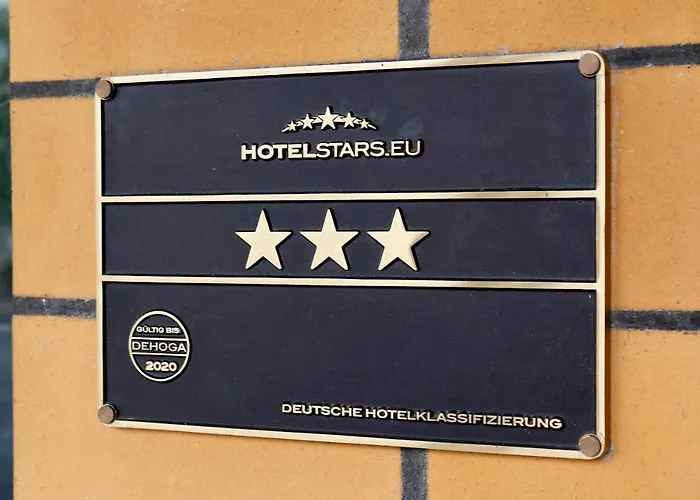 HOTELSTARS.EU
GÜLTIG BIS:
DEHOGA
2020
DEUTSCHE HOTELKLASSIFIZIERUNG